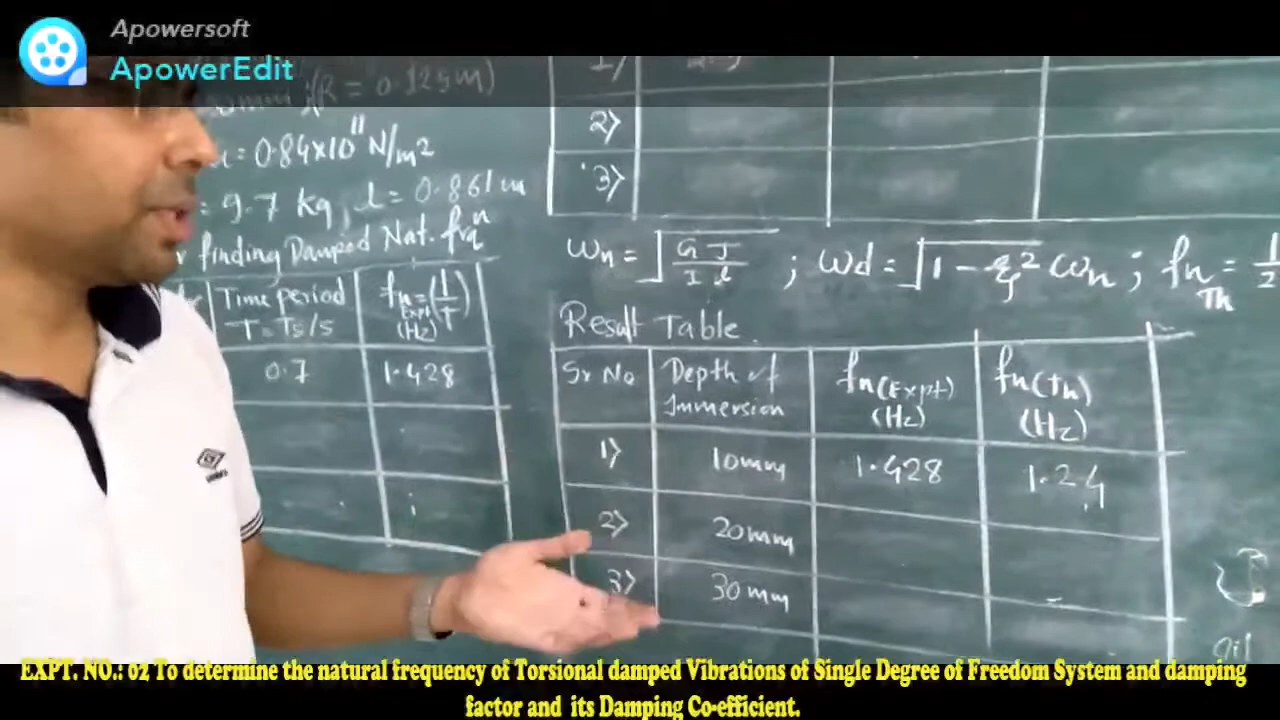 Apowersoft
ApowerEdit
R = 0.125m)
= 0.84×10¹¹ N/m²
= 9.7 kg, l = 0.861 m
finding Damped Nat. frqⁿ
Time period T = Ts/5
fn Expt = (1/T) (Hz)
0.7 1.428
2>
3>
ωn = √(GJ/Il) ; ωd = √(1-ξ²) ωn ; fn Th = 1/2
Result Table
Sr No Depth of Immersion fn(Expt) (Hz) fn(Th) (Hz)
1> 10mm 1.428 1.24
2> 20mm
3> 30mm
oil
EXPT. NO.: 02 To determine the natural frequency of Torsional damped Vibrations of Single Degree of Freedom System and damping
factor and its Damping Co-efficient.